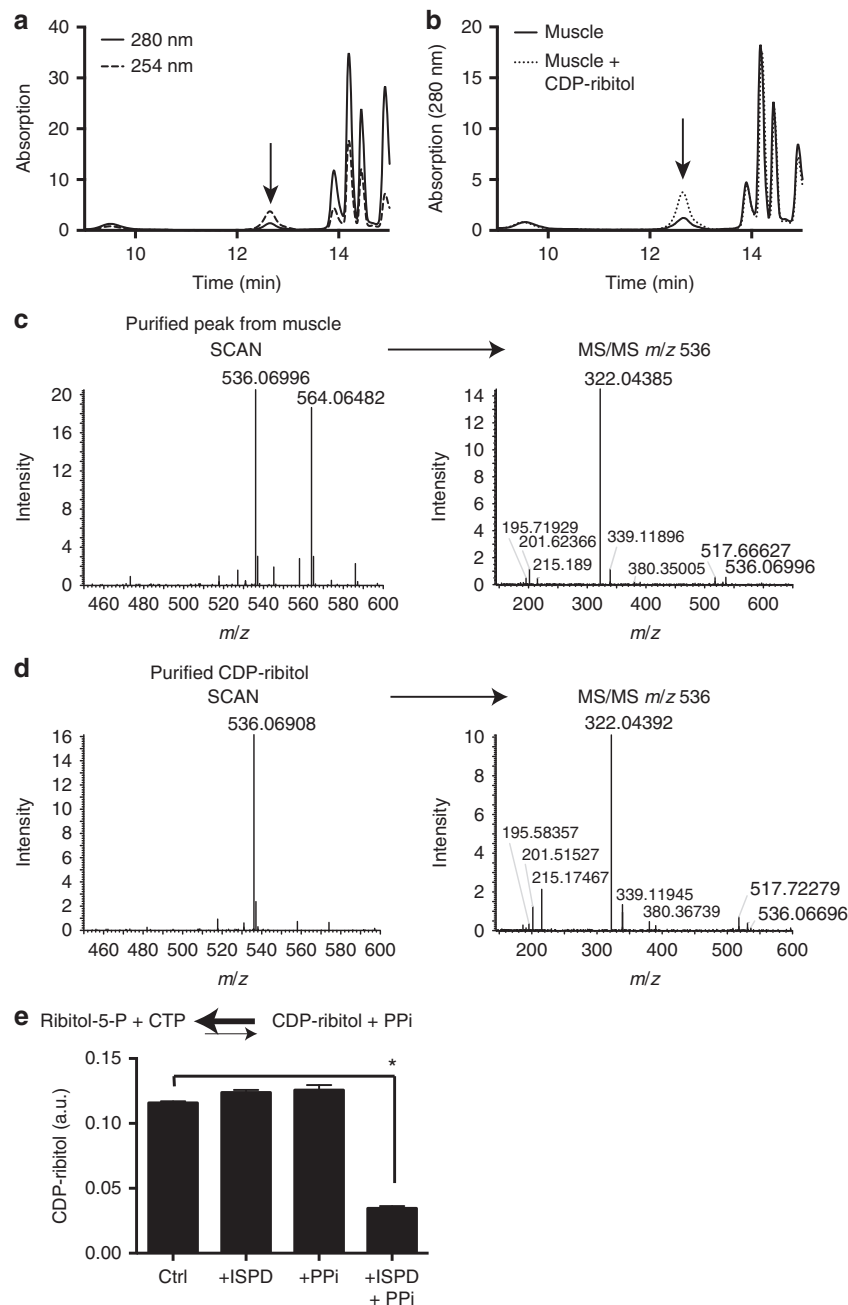 a
280 nm
254 nm
Absorption
40
30
20
10
0
10 12 14
Time (min)
b
Muscle
Muscle +
CDP-ribitol
Absorption (280 nm)
20
15
10
5
0
10 12 14
Time (min)
c
Purified peak from muscle
SCAN
MS/MS m/z 536
536.06996
564.06482
Intensity
20
16
12
8
4
0
460 480 500 520 540 560 580 600
m/z
322.04385
Intensity
14
12
10
8
6
4
2
0
195.71929
201.62366
215.189
339.11896
380.35005
517.66627
536.06996
200 300 400 500 600
m/z
d
Purified CDP-ribitol
SCAN
MS/MS m/z 536
536.06908
Intensity
16
14
12
10
8
6
4
2
0
460 480 500 520 540 560 580 600
m/z
322.04392
Intensity
10
8
6
4
2
0
195.58357
201.51527
215.17467
339.11945
380.36739
517.72279
536.06696
200 300 400 500 600
m/z
e
Ribitol-5-P + CTP CDP-ribitol + PPi
CDP-ribitol (a.u.)
0.15
0.10
0.05
0.00
*
Ctrl +ISPD +PPi +ISPD
+ PPi